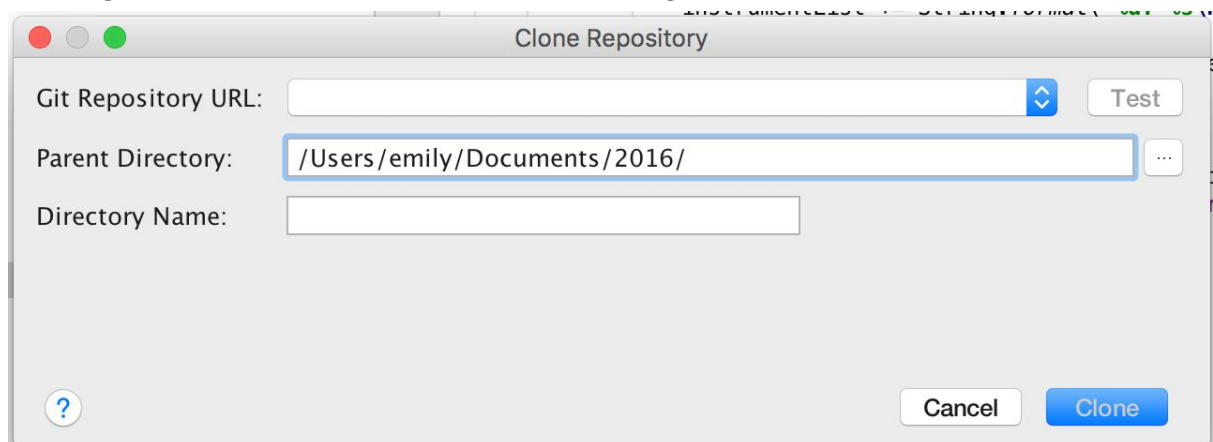 Clone Repository
Git Repository URL:
Test
Parent Directory:
/Users/emily/Documents/2016/
...
Directory Name:
?
Cancel
Clone